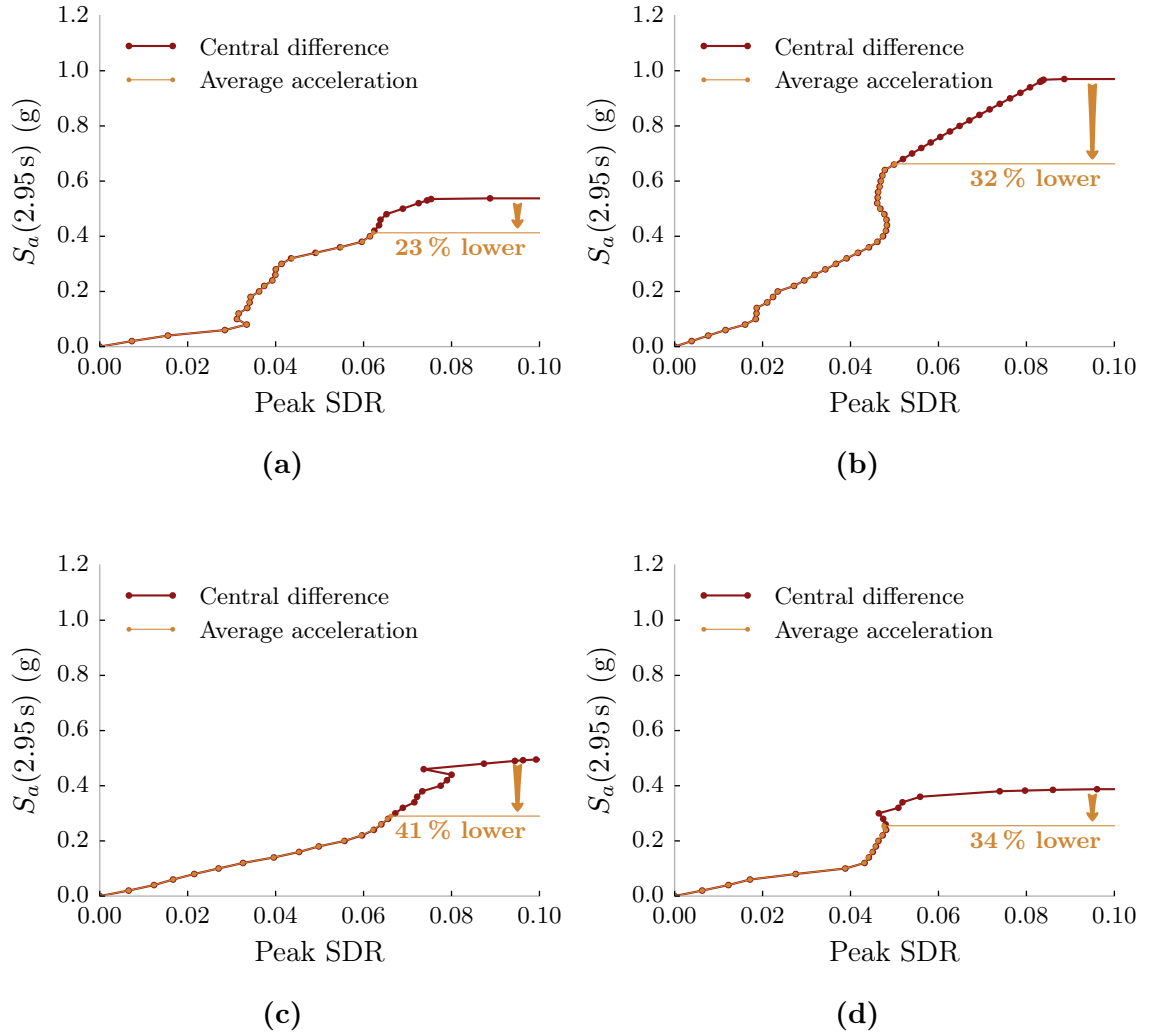 1.2
1.0
0.8
0.6
0.4
0.2
0.0
Sₐ(2.95 s) (g)
Central difference
Average acceleration
23 % lower
0.00 0.02 0.04 0.06 0.08 0.10
Peak SDR
(a)
1.2
1.0
0.8
0.6
0.4
0.2
0.0
Sₐ(2.95 s) (g)
Central difference
Average acceleration
32 % lower
0.00 0.02 0.04 0.06 0.08 0.10
Peak SDR
(b)
1.2
1.0
0.8
0.6
0.4
0.2
0.0
Sₐ(2.95 s) (g)
Central difference
Average acceleration
41 % lower
0.00 0.02 0.04 0.06 0.08 0.10
Peak SDR
(c)
1.2
1.0
0.8
0.6
0.4
0.2
0.0
Sₐ(2.95 s) (g)
Central difference
Average acceleration
34 % lower
0.00 0.02 0.04 0.06 0.08 0.10
Peak SDR
(d)